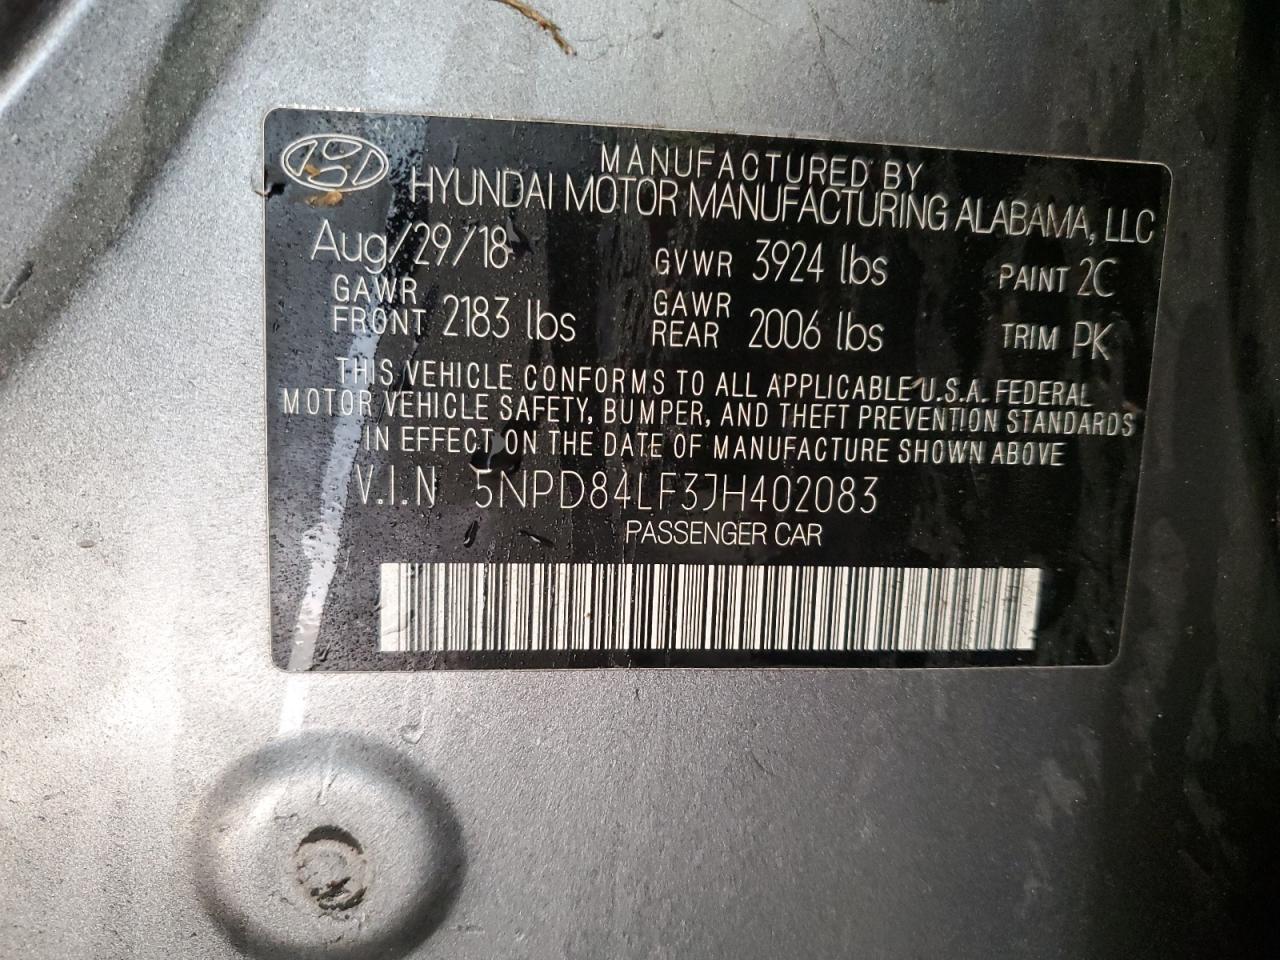 MANUFACTURED BY
HYUNDAI MOTOR MANUFACTURING ALABAMA, LLC
Aug/29/18 GVWR 3924 lbs PAINT 2C
GAWR FRONT 2183 lbs GAWR REAR 2006 lbs TRIM PK
THIS VEHICLE CONFORMS TO ALL APPLICABLE U.S.A. FEDERAL
MOTOR VEHICLE SAFETY, BUMPER, AND THEFT PREVENTION STANDARDS
IN EFFECT ON THE DATE OF MANUFACTURE SHOWN ABOVE
V.I.N 5NPD84LF3JH402083
PASSENGER CAR